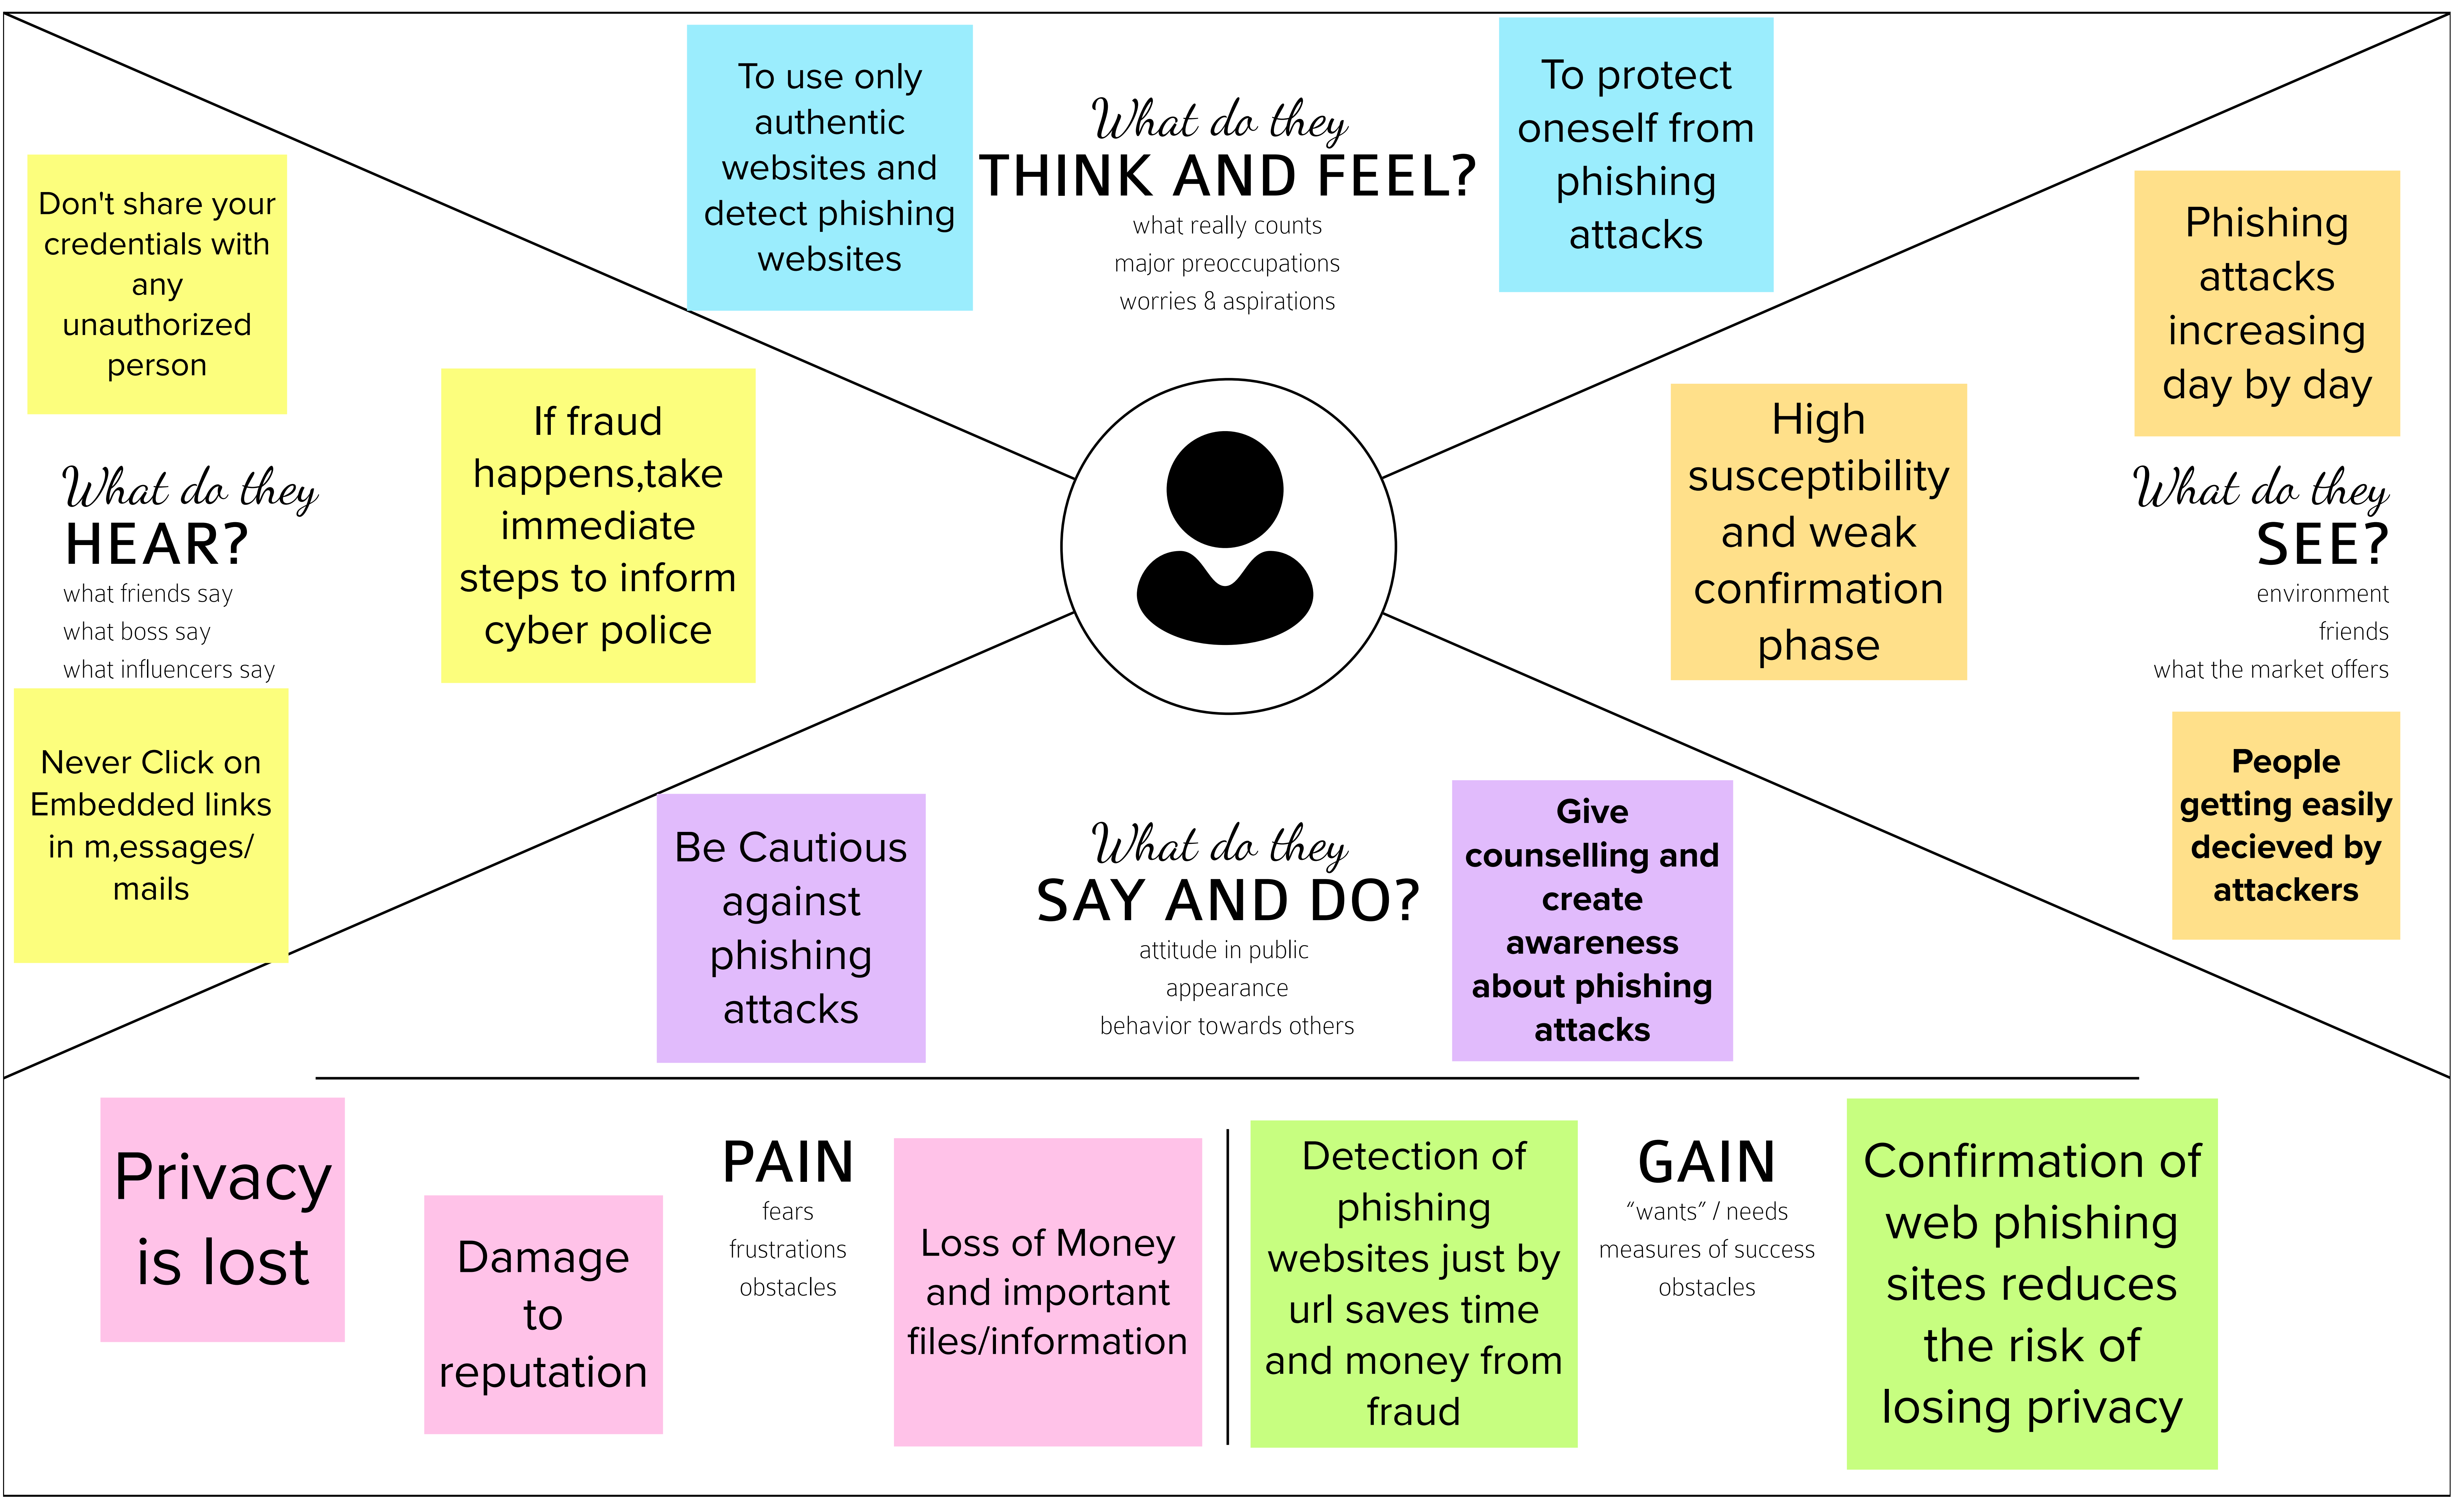 To use only
authentic
websites and
detect phishing
websites
What do they
THINK AND FEEL?
what really counts
major preoccupations
worries & aspirations
To protect
oneself from
phishing
attacks
Don't share your
credentials with
any
unauthorized
person
If fraud
happens,take
immediate
steps to inform
cyber police
What do they
HEAR?
what friends say
what boss say
what influencers say
Never Click on
Embedded links
in m,essages/
mails
High
susceptibility
and weak
confirmation
phase
Phishing
attacks
increasing
day by day
What do they
SEE?
environment
friends
what the market offers
People
getting easily
decieved by
attackers
Be Cautious
against
phishing
attacks
What do they
SAY AND DO?
attitude in public
appearance
behavior towards others
Give
counselling and
create
awareness
about phishing
attacks
Privacy
is lost
Damage
to
reputation
PAIN
fears
frustrations
obstacles
Loss of Money
and important
files/information
Detection of
phishing
websites just by
url saves time
and money from
fraud
GAIN
“wants” / needs
measures of success
obstacles
Confirmation of
web phishing
sites reduces
the risk of
losing privacy